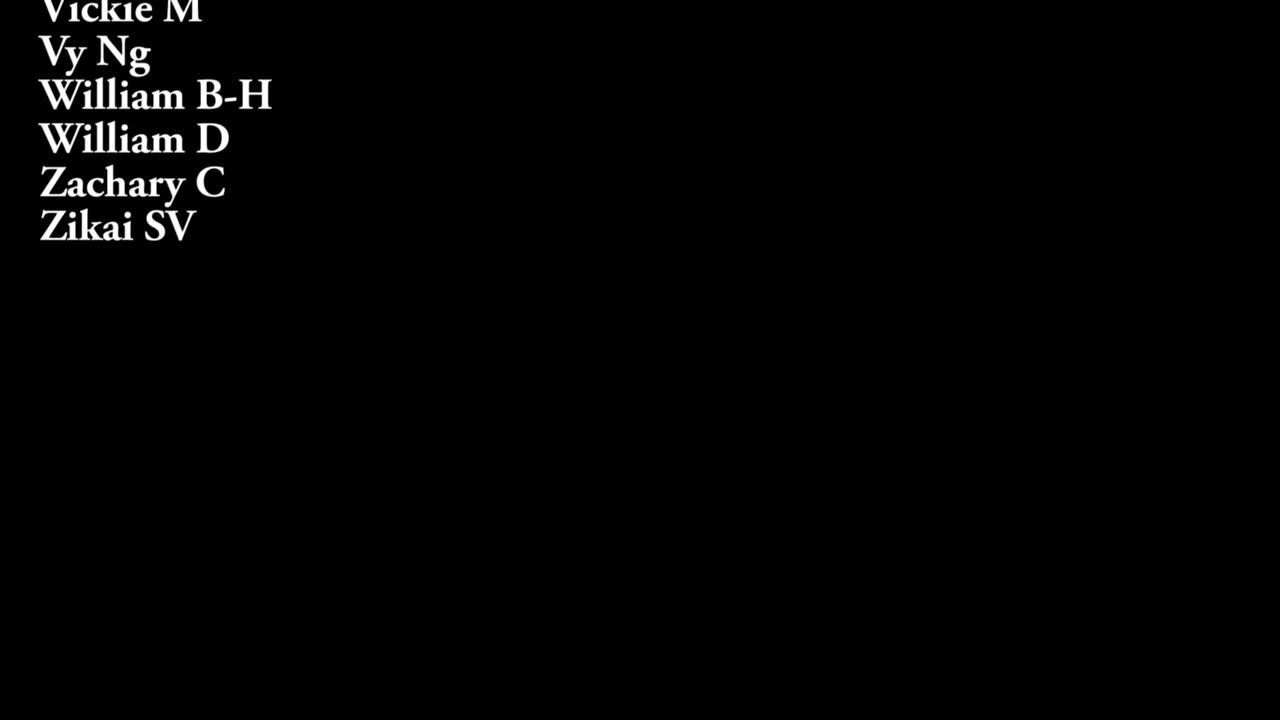 Vickie M
Vy Ng
William B-H
William D
Zachary C
Zikai SV